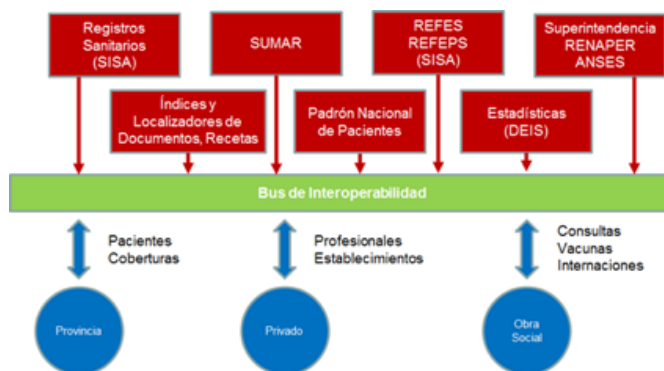 Registros
Sanitarios
(SISA)
SUMAR
REFES
REFEPS
(SISA)
Superintendencia
RENAPER
ANSES
Índices y
Localizadores de
Documentos, Recetas
Padrón Nacional
de Pacientes
Estadísticas
(DEIS)
Bus de Interoperabilidad
Pacientes
Coberturas
Profesionales
Establecimientos
Consultas
Vacunas
Internaciones
Provincia
Privado
Obra
Social